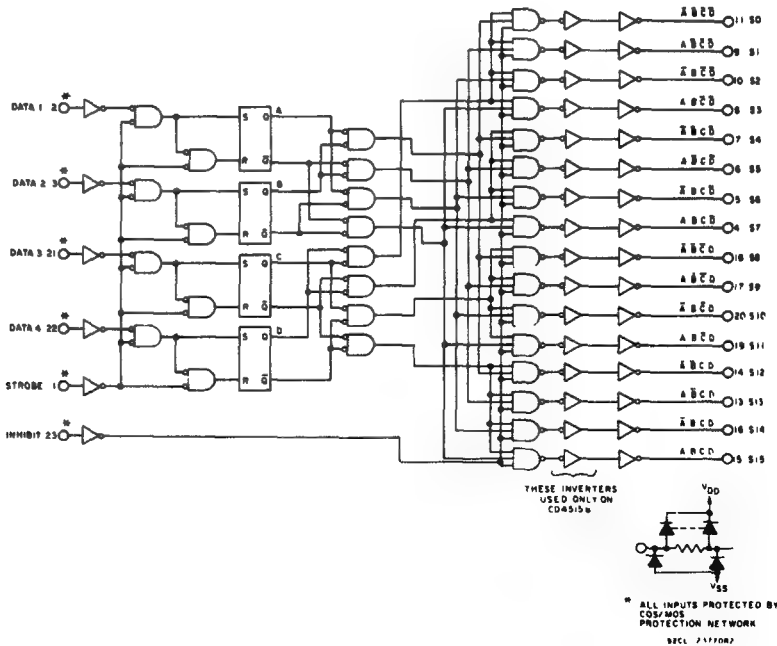 DATA 1 2 *
DATA 2 3 *
DATA 3 21 *
DATA 4 22 *
STROBE 1 *
INHIBIT 23 *
S Q A
R Q̅
S Q B
R Q̅
S Q C
R Q̅
S Q D
R Q̅
A̅ B̅ C̅ D̅ 11 S0
A B̅ C̅ D̅ 9 S1
A̅ B C̅ D̅ 10 S2
A B C̅ D̅ 8 S3
A̅ B̅ C D̅ 7 S4
A B̅ C D̅ 6 S5
A̅ B C D̅ 5 S6
A B C D̅ 4 S7
A̅ B̅ C̅ D 18 S8
A B̅ C̅ D 17 S9
A̅ B C̅ D 20 S10
A B C̅ D 19 S11
A̅ B̅ C D 14 S12
A B̅ C D 13 S13
A̅ B C D 16 S14
A B C D 15 S15
THESE INVERTERS
USED ONLY ON
CD4515B
VDD
VSS
* ALL INPUTS PROTECTED BY
COS/MOS
PROTECTION NETWORK
92CL